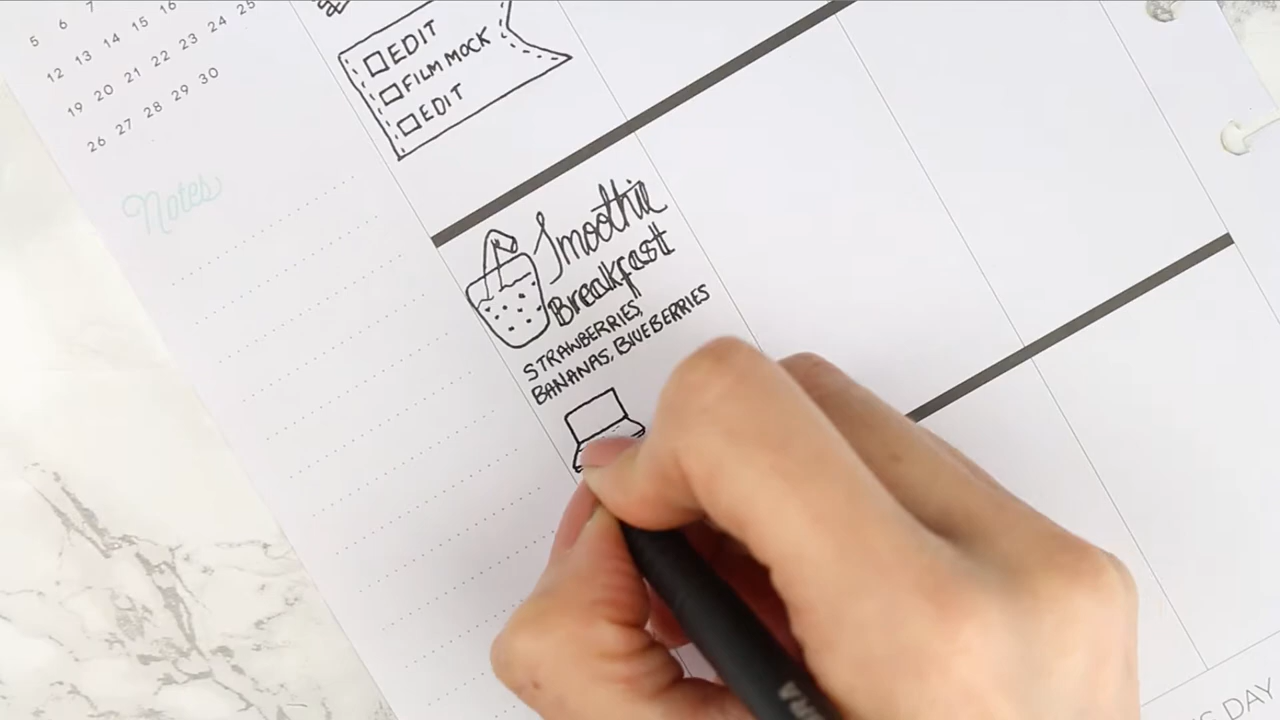 5 6 7
12 13 14 15 16
19 20 21 22 23 24 25
26 27 28 29 30
Notes
EDIT
FILM MOCK
EDIT
Smoothie
Breakfast
STRAWBERRIES,
BANANAS, BLUEBERRIES
DAY